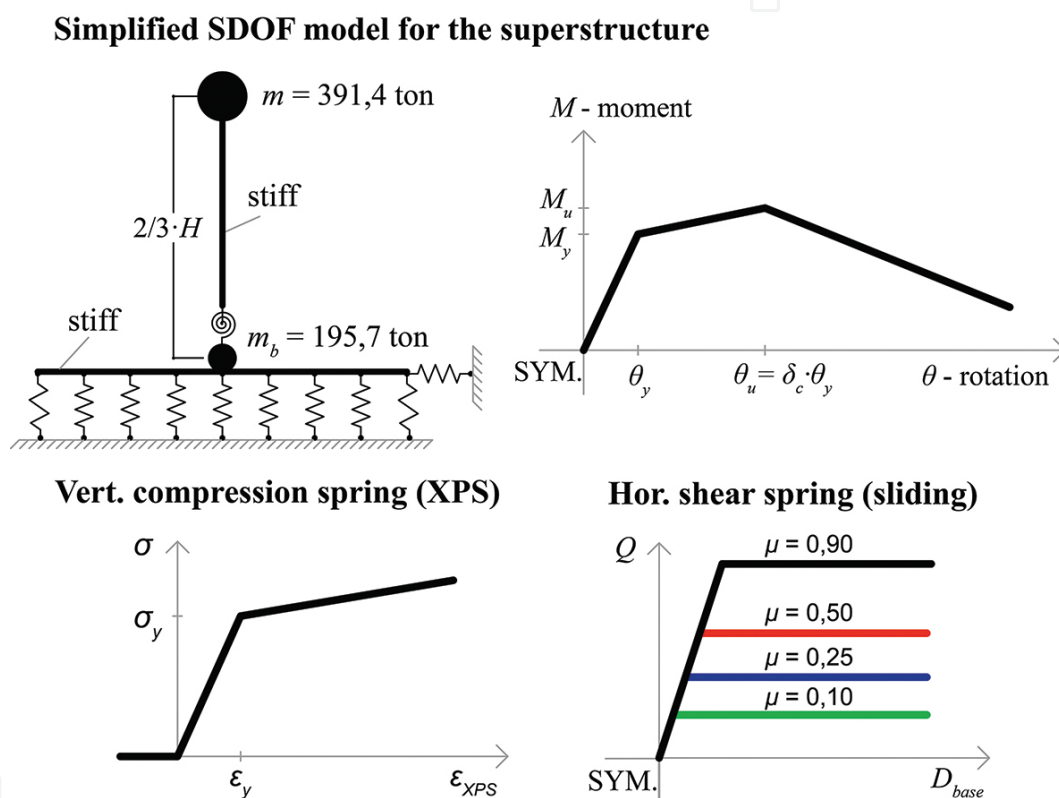 Simplified SDOF model for the superstructure
m = 391,4 ton
stiff
2/3·H
stiff
m_b = 195,7 ton
M - moment
M_u
M_y
SYM.
θ_y
θ_u = δ_c·θ_y
θ - rotation
Vert. compression spring (XPS)
σ
σ_y
ε_y
ε_XPS
Hor. shear spring (sliding)
Q
μ = 0,90
μ = 0,50
μ = 0,25
μ = 0,10
SYM.
D_base